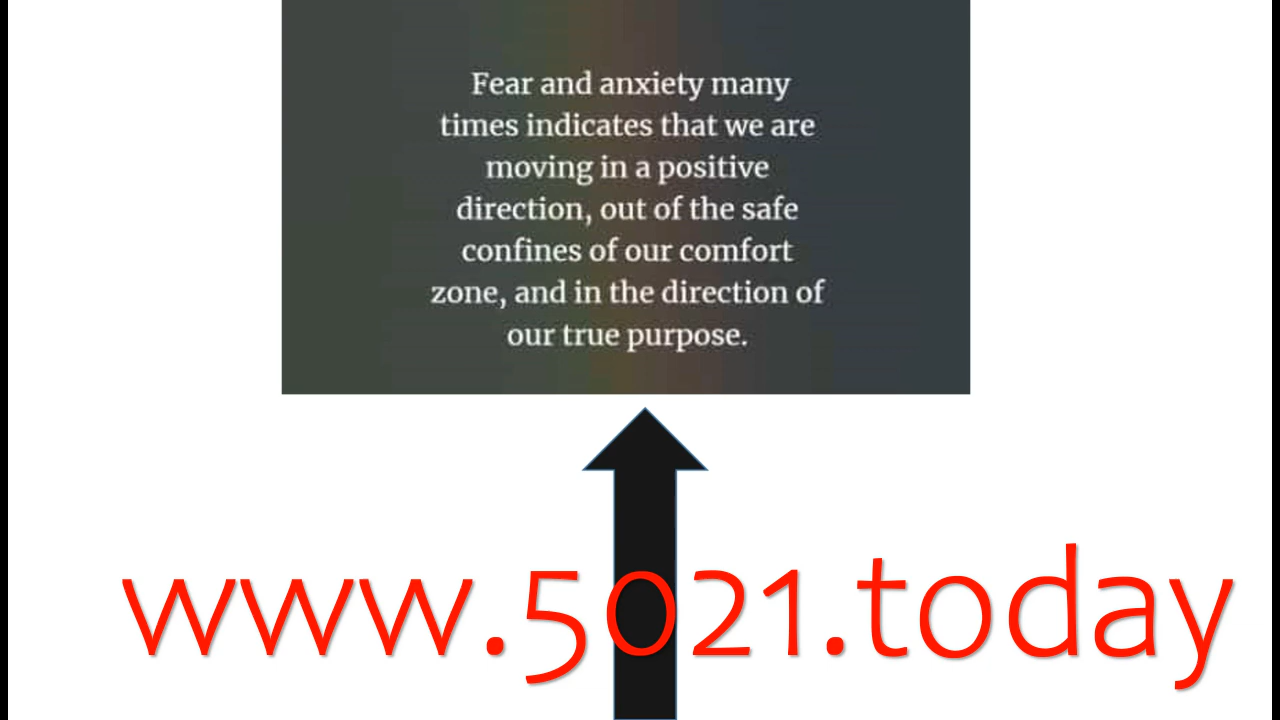 Fear and anxiety many
times indicates that we are
moving in a positive
direction, out of the safe
confines of our comfort
zone, and in the direction of
our true purpose.
www.5021.today